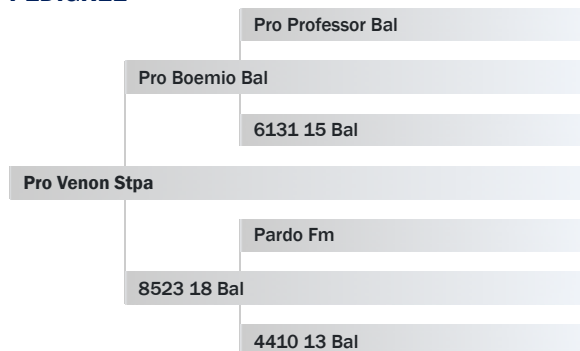 Pro Professor Bal
Pro Boemio Bal
6131 15 Bal
Pro Venon Stpa
Pardo Fm
8523 18 Bal
4410 13 Bal